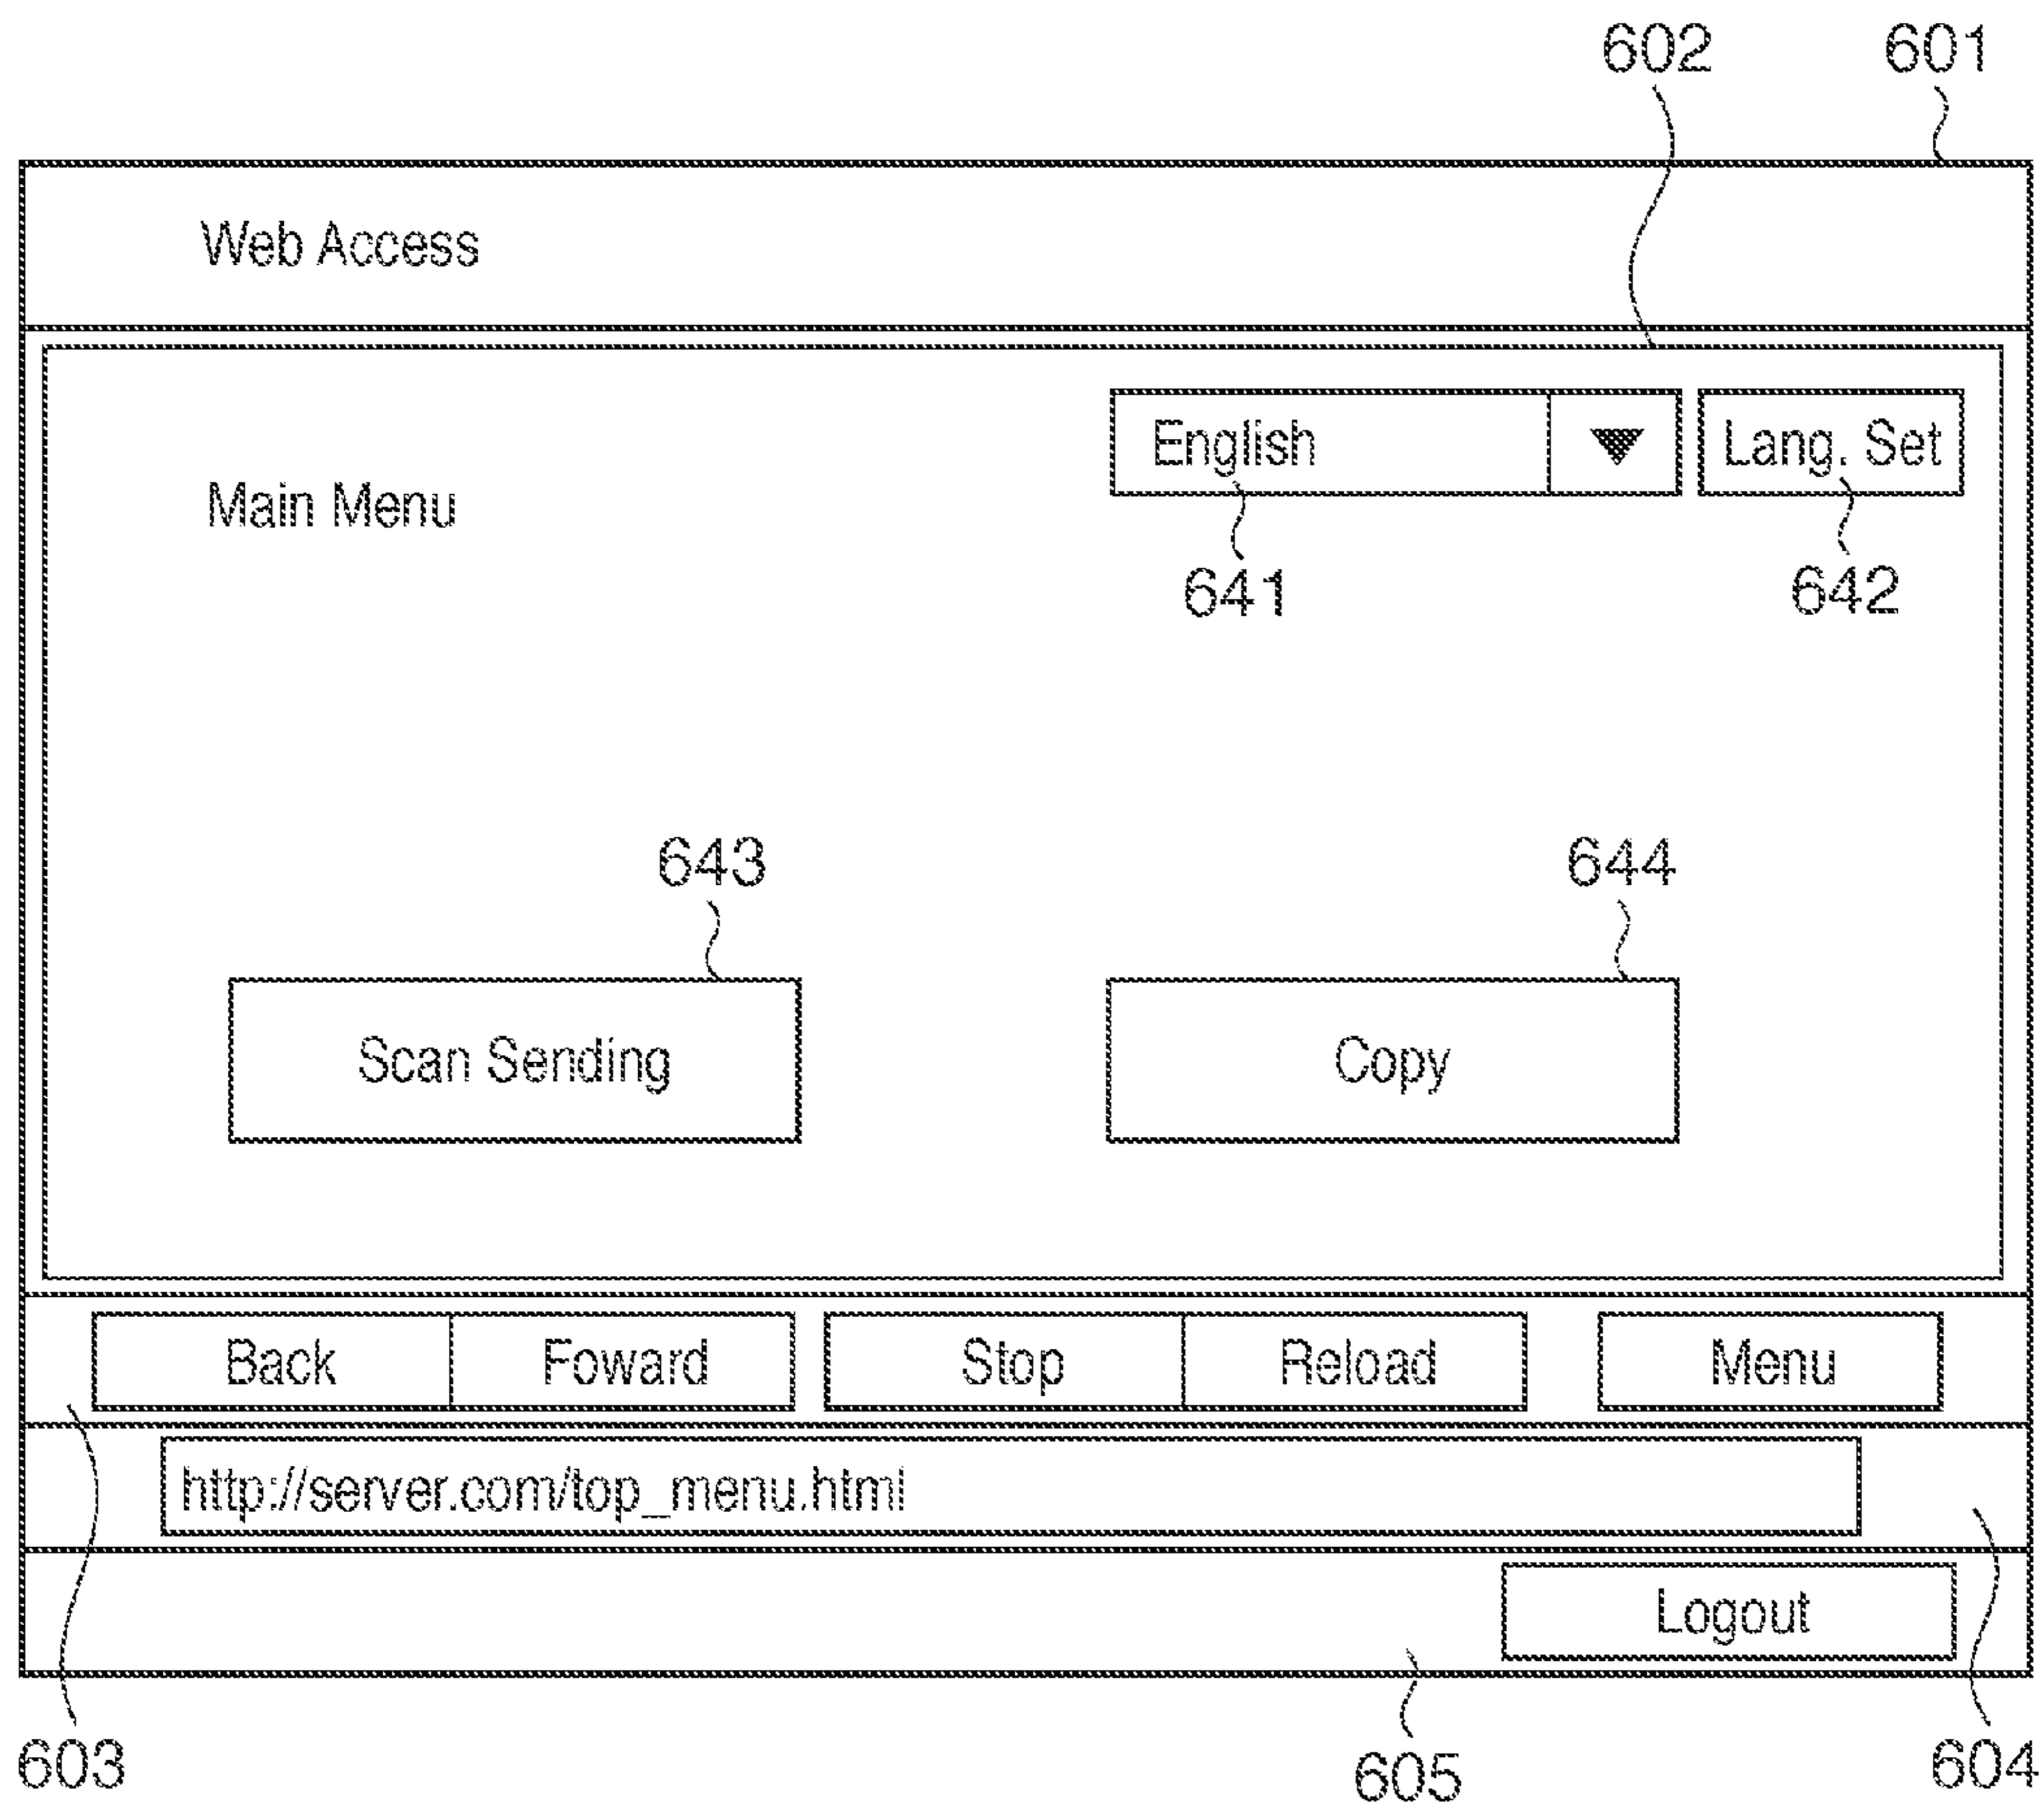 602 601
Web Access
English Lang. Set
Main Menu
641 642
643 644
Scan Sending Copy
Back Foward Stop Reload Menu
http://server.com/top_menu.html
Logout
603 605 604